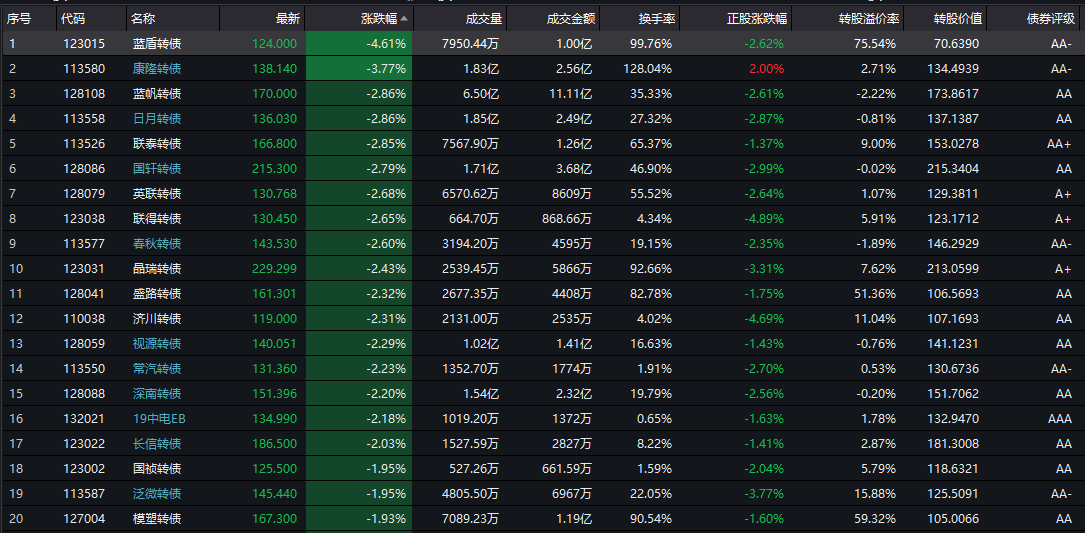 序号 代码 名称 最新 涨跌幅 成交量 成交金额 换手率 正股涨跌幅 转股溢价率 转股价值 债券评级
1 123015 蓝盾转债 124.000 -4.61% 7950.44万 1.00亿 99.76% -2.62% 75.54% 70.6390 AA-
2 113580 康隆转债 138.140 -3.77% 1.83亿 2.56亿 128.04% 2.00% 2.71% 134.4939 AA-
3 128108 蓝帆转债 170.000 -2.86% 6.50亿 11.11亿 35.33% -2.61% -2.22% 173.8617 AA
4 113558 日月转债 136.030 -2.86% 1.85亿 2.49亿 27.32% -2.87% -0.81% 137.1387 AA
5 113526 联泰转债 166.800 -2.85% 7567.90万 1.26亿 65.37% -1.37% 9.00% 153.0278 AA+
6 128086 国轩转债 215.300 -2.79% 1.71亿 3.68亿 46.90% -2.99% -0.02% 215.3404 AA
7 128079 英联转债 130.768 -2.68% 6570.62万 8609万 55.52% -2.64% 1.07% 129.3811 A+
8 123038 联得转债 130.450 -2.65% 664.70万 868.66万 4.34% -4.89% 5.91% 123.1712 A+
9 113577 春秋转债 143.530 -2.60% 3194.20万 4595万 19.15% -2.35% -1.89% 146.2929 AA-
10 123031 晶瑞转债 229.299 -2.43% 2539.45万 5866万 92.66% -3.31% 7.62% 213.0599 A+
11 128041 盛路转债 161.301 -2.32% 2677.35万 4408万 82.78% -1.75% 51.36% 106.5693 AA
12 110038 济川转债 119.000 -2.31% 2131.00万 2535万 4.02% -4.69% 11.04% 107.1693 AA
13 128059 视源转债 140.051 -2.29% 1.02亿 1.41亿 16.63% -1.43% -0.76% 141.1231 AA
14 113550 常汽转债 131.360 -2.23% 1352.70万 1774万 1.91% -2.70% 0.53% 130.6736 AA-
15 128088 深南转债 151.396 -2.20% 1.54亿 2.32亿 19.79% -2.56% -0.20% 151.7062 AA
16 132021 19中电EB 134.990 -2.18% 1019.20万 1372万 0.65% -1.63% 1.78% 132.9470 AAA
17 123022 长信转债 186.500 -2.03% 1527.59万 2827万 8.22% -1.41% 2.87% 181.3008 AA
18 123002 国祯转债 125.500 -1.95% 527.26万 661.59万 1.59% -2.04% 5.79% 118.6321 AA
19 113587 泛微转债 145.440 -1.95% 4805.50万 6967万 22.05% -3.77% 15.88% 125.5091 AA-
20 127004 模塑转债 167.300 -1.93% 7089.23万 1.19亿 90.54% -1.60% 59.32% 105.0066 AA